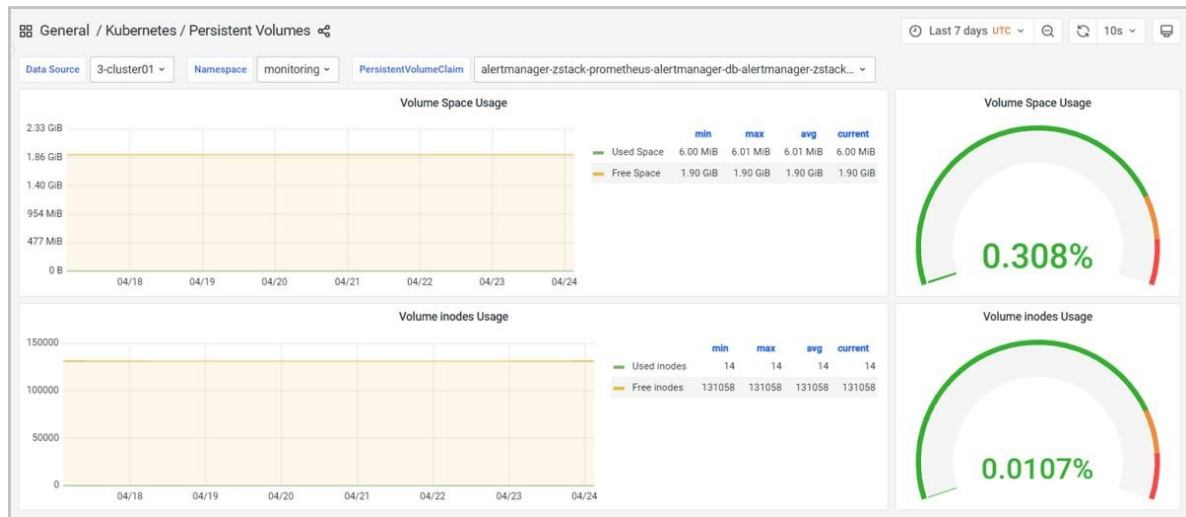 General / Kubernetes / Persistent Volumes
Last 7 days UTC
10s
Data Source 3-cluster01 Namespace monitoring PersistentVolumeClaim alertmanager-zstack-prometheus-alertmanager-db-alertmanager-zstack...
Volume Space Usage
2.33 GiB
1.86 GiB
1.40 GiB
954 MiB
477 MiB
0 B
04/18 04/19 04/20 04/21 04/22 04/23 04/24
min max avg current
Used Space 6.00 MiB 6.01 MiB 6.01 MiB 6.00 MiB
Free Space 1.90 GiB 1.90 GiB 1.90 GiB 1.90 GiB
Volume Space Usage
0.308%
Volume inodes Usage
150000
100000
50000
0
04/18 04/19 04/20 04/21 04/22 04/23 04/24
min max avg current
Used inodes 14 14 14 14
Free inodes 131058 131058 131058 131058
Volume inodes Usage
0.0107%